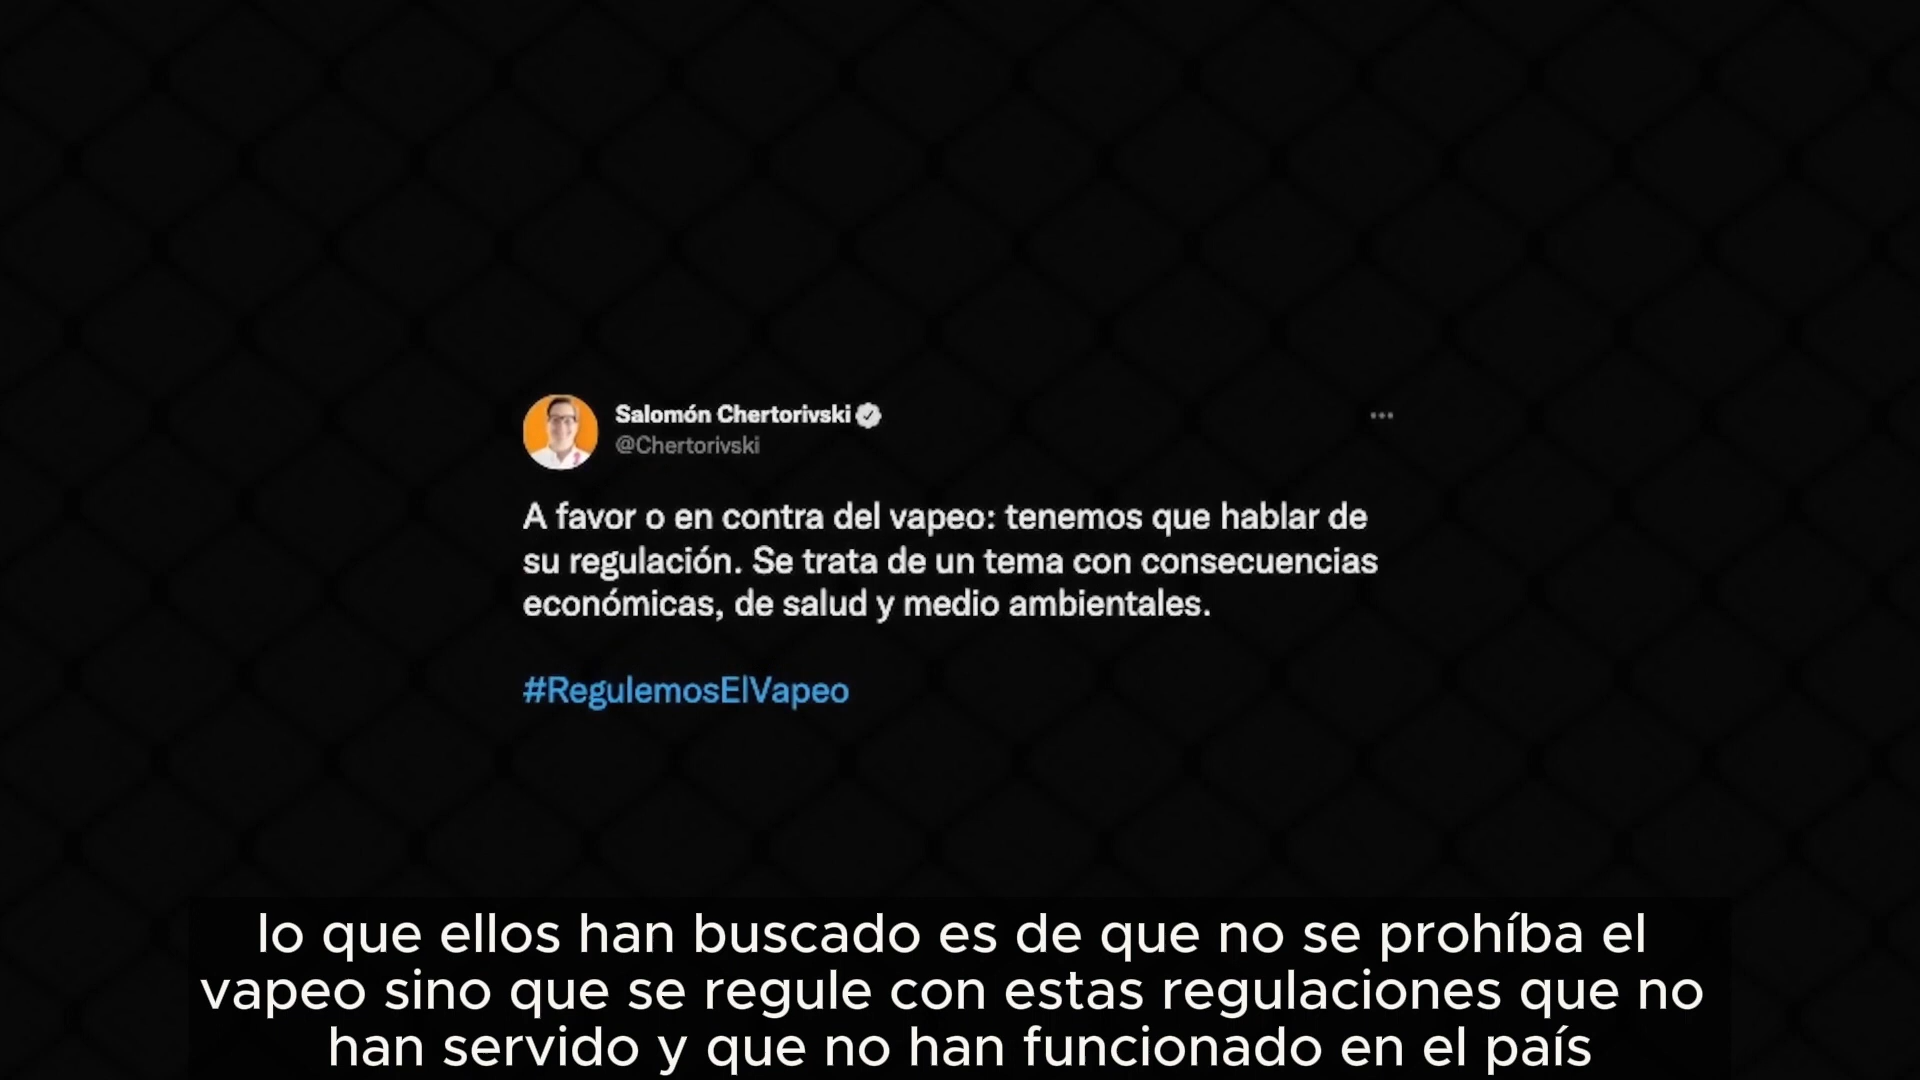 Salomón Chertorivski
@Chertorivski
A favor o en contra del vapeo: tenemos que hablar de
su regulación. Se trata de un tema con consecuencias
económicas, de salud y medio ambientales.
#RegulemosElVapeo
lo que ellos han buscado es de que no se prohíba el
vapeo sino que se regule con estas regulaciones que no
han servido y que no han funcionado en el país